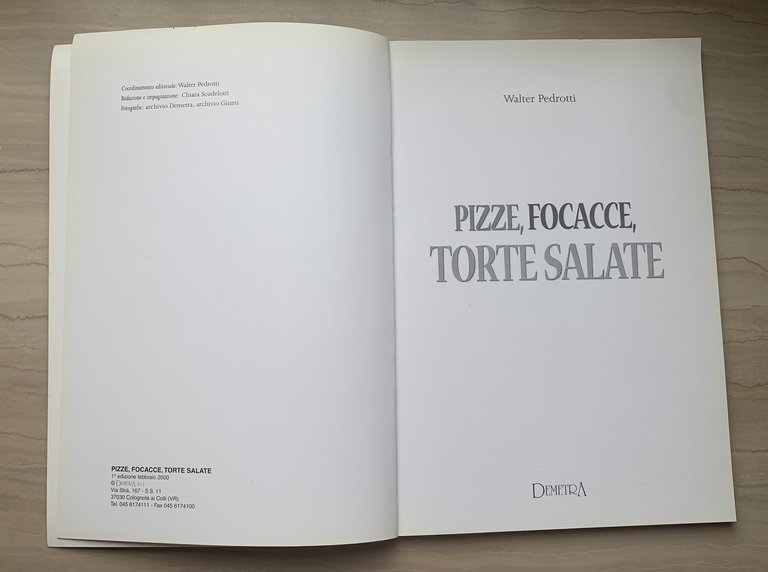 Coordinamento editoriale: Walter Pedrotti
Redazione e impaginazione: Chiara Scudelotti
Fotografie: archivio Demetra, archivio Giunti
PIZZE, FOCACCE, TORTE SALATE
1ª edizione febbraio 2000
© DEMETRA S.r.l.
Via Strà, 167 - S.S. 11
37030 Colognola ai Colli (VR)
Tel. 045 6174111 - Fax 045 6174100
Walter Pedrotti
PIZZE, FOCACCE,
TORTE SALATE
DEMETRA